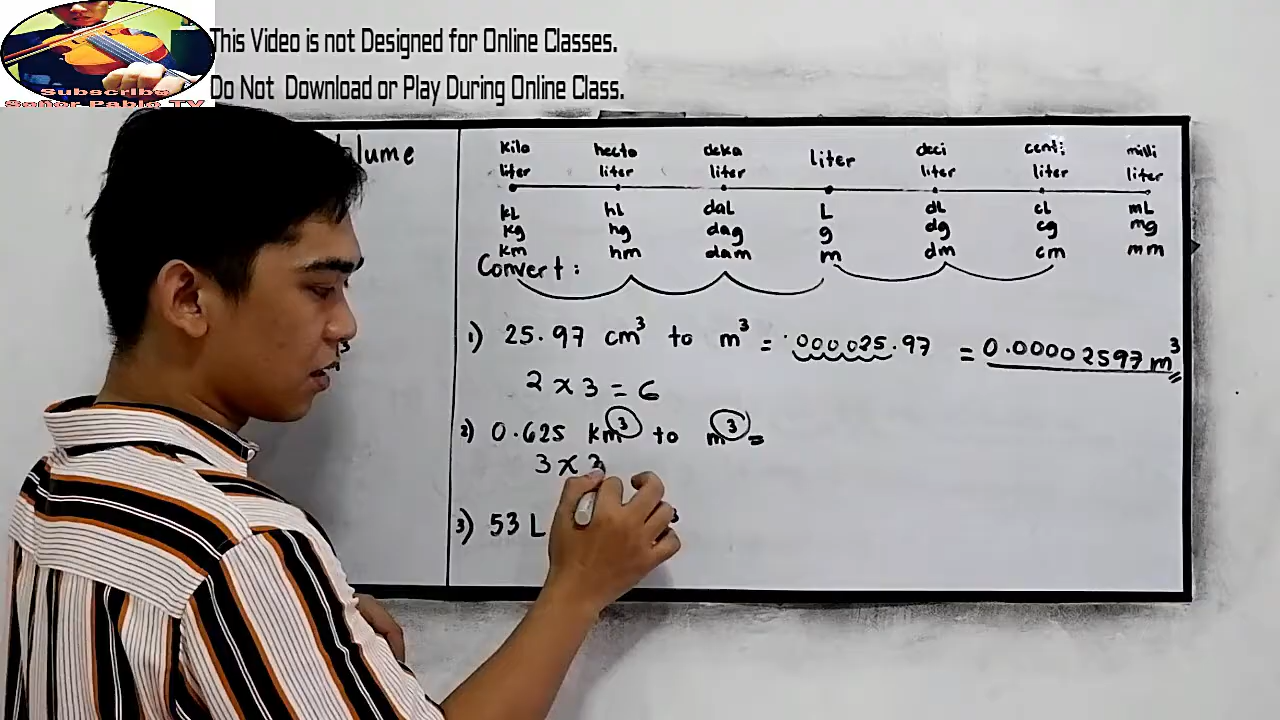 This Video is not Designed for Online Classes.
Do Not Download or Play During Online Class.
Subscribe
Señor Pablo TV
kilo liter hecto liter deka liter liter deci liter centi liter milli liter
kL hL daL L dL cL mL
kg hg dag g dg cg mg
km hm dam m dm cm mm
Convert:
1) 25.97 cm³ to m³ = .000025.97 = 0.00002597 m³
2 x 3 = 6
2) 0.625 km³ to m³ =
3 x 3
3) 53 L